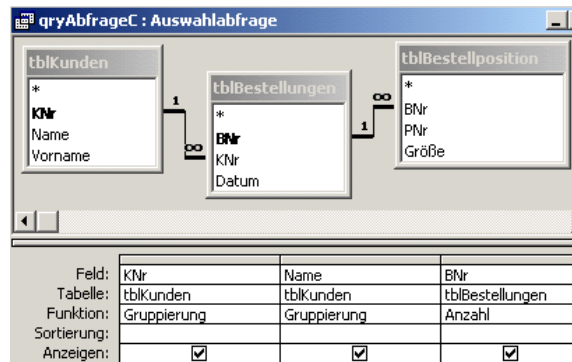 qryAbfrageC : Auswahlabfrage
tblKunden
*
KNr
Name
Vorname
1
∞
tblBestellungen
*
BNr
KNr
Datum
1
∞
tblBestellposition
*
BNr
PNr
Größe
Feld: KNr Name BNr
Tabelle: tblKunden tblKunden tblBestellungen
Funktion: Gruppierung Gruppierung Anzahl
Sortierung:
Anzeigen: